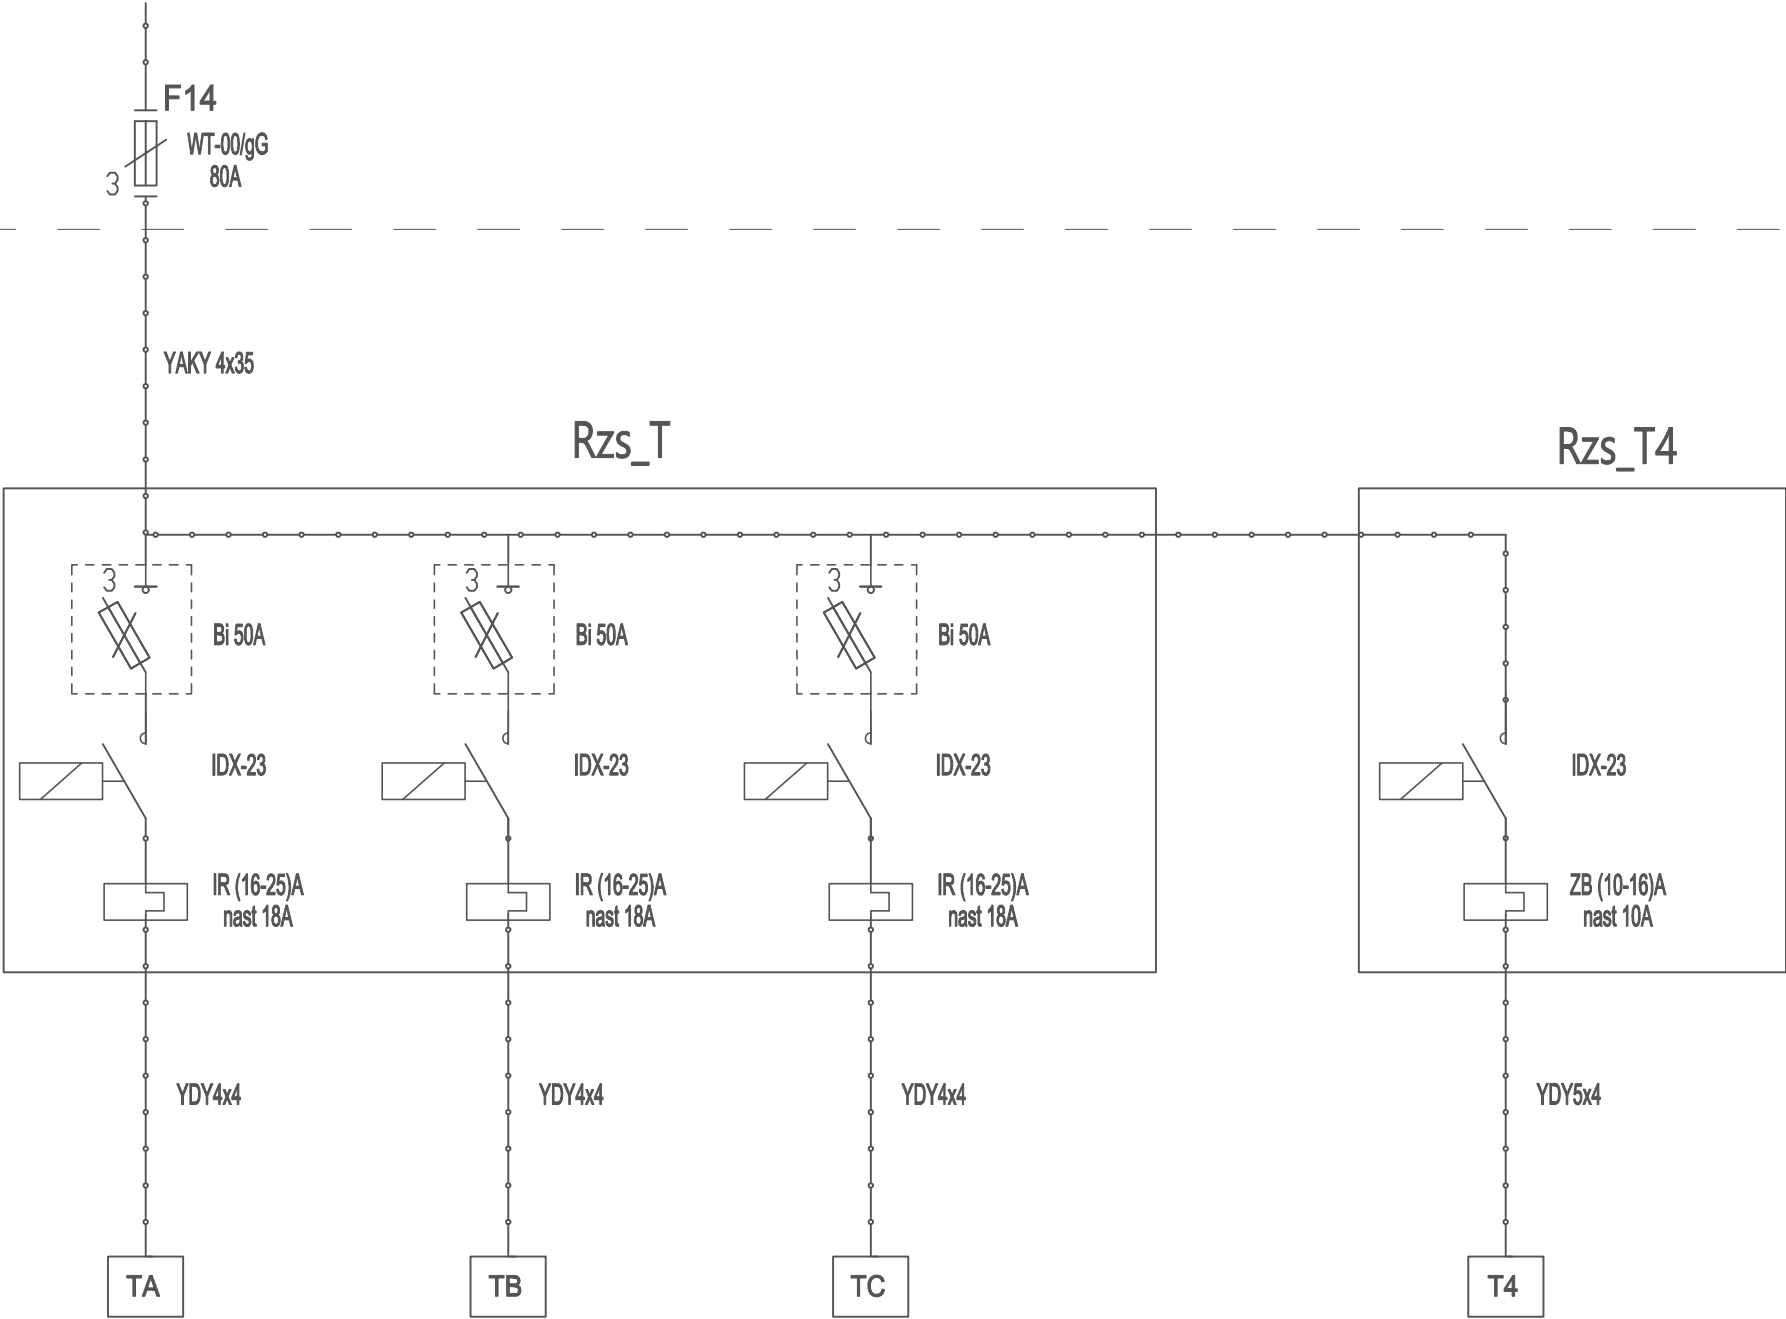 F14
WT-00/gG
80A
3
YAKY 4x35
Rzs_T
Rzs_T4
3
3
3
Bi 50A
Bi 50A
Bi 50A
IDX-23
IDX-23
IDX-23
IDX-23
IR (16-25)A
nast 18A
IR (16-25)A
nast 18A
IR (16-25)A
nast 18A
ZB (10-16)A
nast 10A
YDY4x4
YDY4x4
YDY4x4
YDY5x4
TA
TB
TC
T4